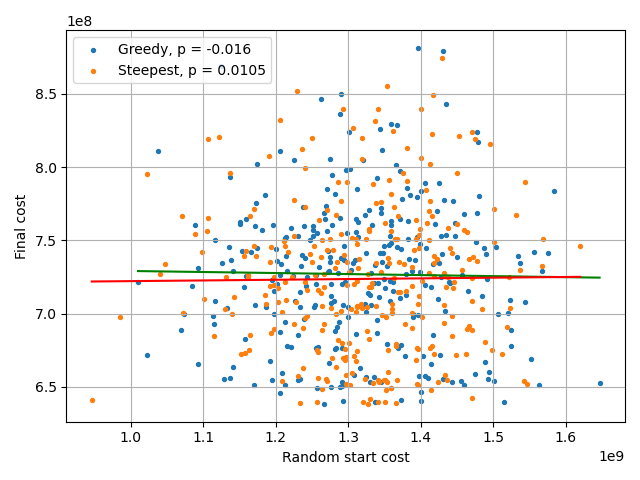 1e8
Greedy, p = -0.016
Steepest, p = 0.0105
8.5
8.0
7.5
7.0
6.5
Final cost
1.0 1.1 1.2 1.3 1.4 1.5 1.6
Random start cost
1e9